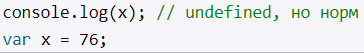 console.log(x); // undefined, но норм
var x = 76;